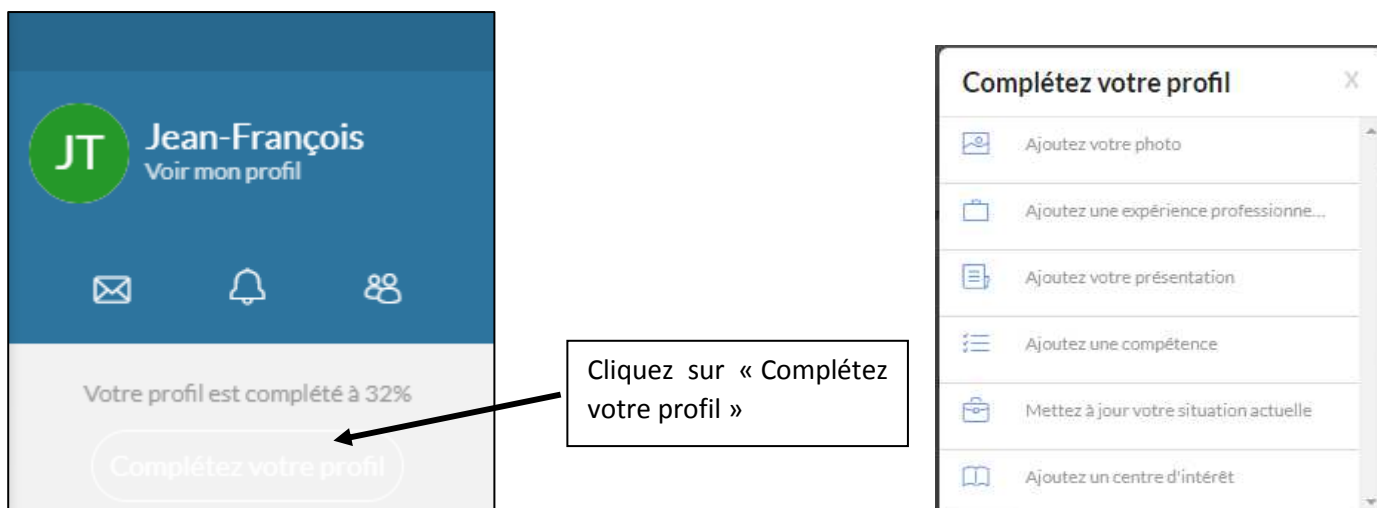 JT
Jean-François
Voir mon profil
Votre profil est complété à 32%
Complétez votre profil
Cliquez sur « Complétez
votre profil »
Complétez votre profil
X
Ajoutez votre photo
Ajoutez une expérience professionne...
Ajoutez votre présentation
Ajoutez une compétence
Mettez à jour votre situation actuelle
Ajoutez un centre d'intérêt